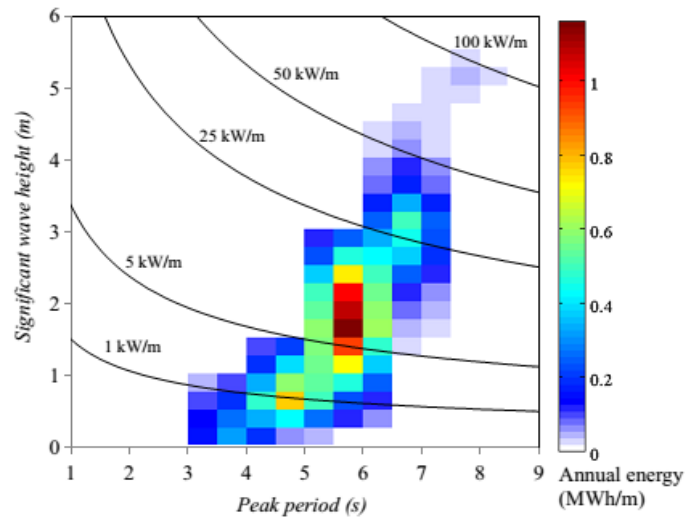 6
5
4
3
2
1
0
Significant wave height (m)
100 kW/m
50 kW/m
25 kW/m
5 kW/m
1 kW/m
1 2 3 4 5 6 7 8 9
Peak period (s)
1
0.8
0.6
0.4
0.2
0
Annual energy
(MWh/m)